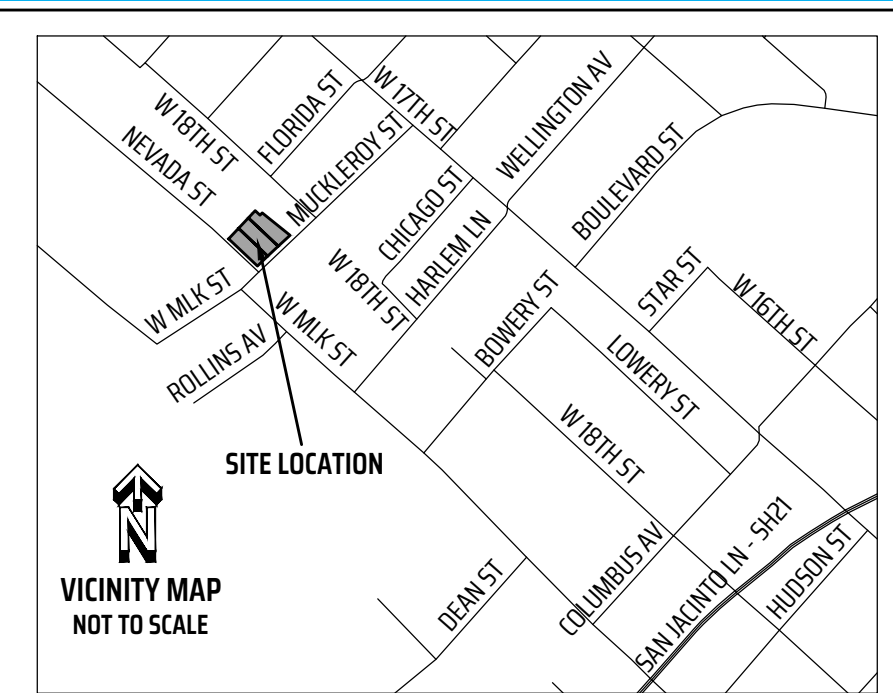 W 18TH ST
FLORIDA ST
W 17TH ST
WELLINGTON AV
NEVADA ST
MUCKLEROY ST
BOULEVARD ST
CHICAGO ST
HARLEM LN
W 18TH ST
W MLK ST
W MLK ST
ROLLINS AV
BOWERY ST
STAR ST
W 16TH ST
LOWERY ST
W 18TH ST
SITE LOCATION
N
VICINITY MAP
NOT TO SCALE
DEAN ST
COLUMBUS AV
SAN JACINTO LN - SH21
HUDSON ST